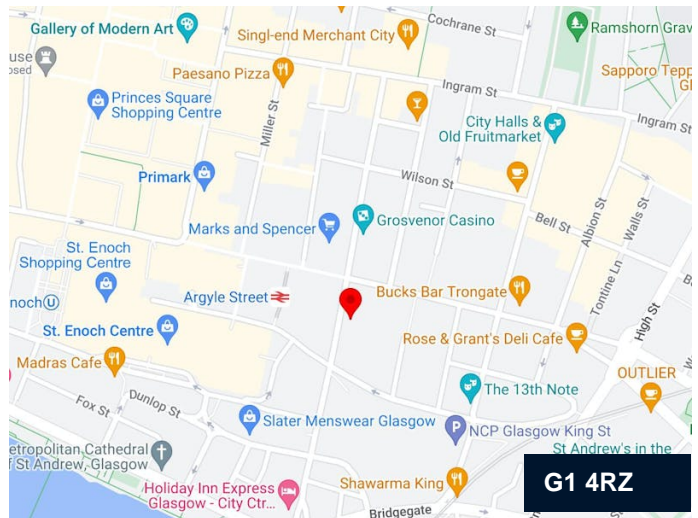 Cochrane St
Gallery of Modern Art
Singl-end Merchant City
Ramshorn Grav
Paesano Pizza
Ingram St
Princes Square
Shopping Centre
Miller St
City Halls &
Old Fruitmarket
Ingram St
Primark
Wilson St
Grosvenor Casino
Marks and Spencer
Bell St
Albion St
Walls St
St. Enoch
Shopping Centre
Tontine Ln
Argyle Street
Bucks Bar Trongate
High St
St. Enoch Centre
Rose & Grant's Deli Cafe
Madras Cafe
OUTLIER
Dunlop St
The 13th Note
Fox St
Slater Menswear Glasgow
NCP Glasgow King St
etropolitan Cathedral
f St Andrew, Glasgow
St Andrew's in the
Shawarma King
G1 4RZ
Holiday Inn Express
Glasgow - City Ctr...
Bridgegate